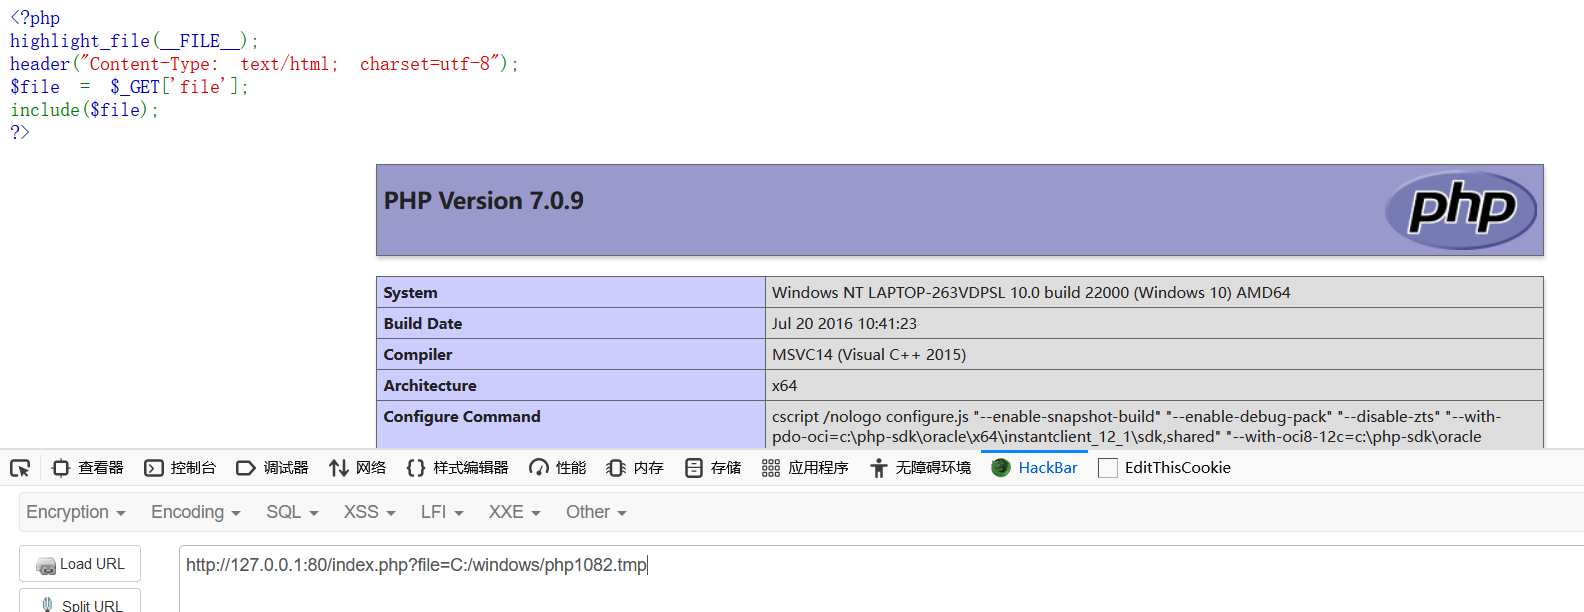 <?php
highlight_file(__FILE__);
header("Content-Type: text/html; charset=utf-8");
$file = $_GET['file'];
include($file);
?>
PHP Version 7.0.9
php
System Windows NT LAPTOP-263VDPSL 10.0 build 22000 (Windows 10) AMD64
Build Date Jul 20 2016 10:41:23
Compiler MSVC14 (Visual C++ 2015)
Architecture x64
Configure Command cscript /nologo configure.js "--enable-snapshot-build" "--enable-debug-pack" "--disable-zts" "--with-
pdo-oci=c:\php-sdk\oracle\x64\instantclient_12_1\sdk,shared" "--with-oci8-12c=c:\php-sdk\oracle
查看器 控制台 调试器 网络 样式编辑器 性能 内存 存储 应用程序 无障碍环境 HackBar EditThisCookie
Encryption Encoding SQL XSS LFI XXE Other
Load URL http://127.0.0.1:80/index.php?file=C:/windows/php1082.tmp
Split URL